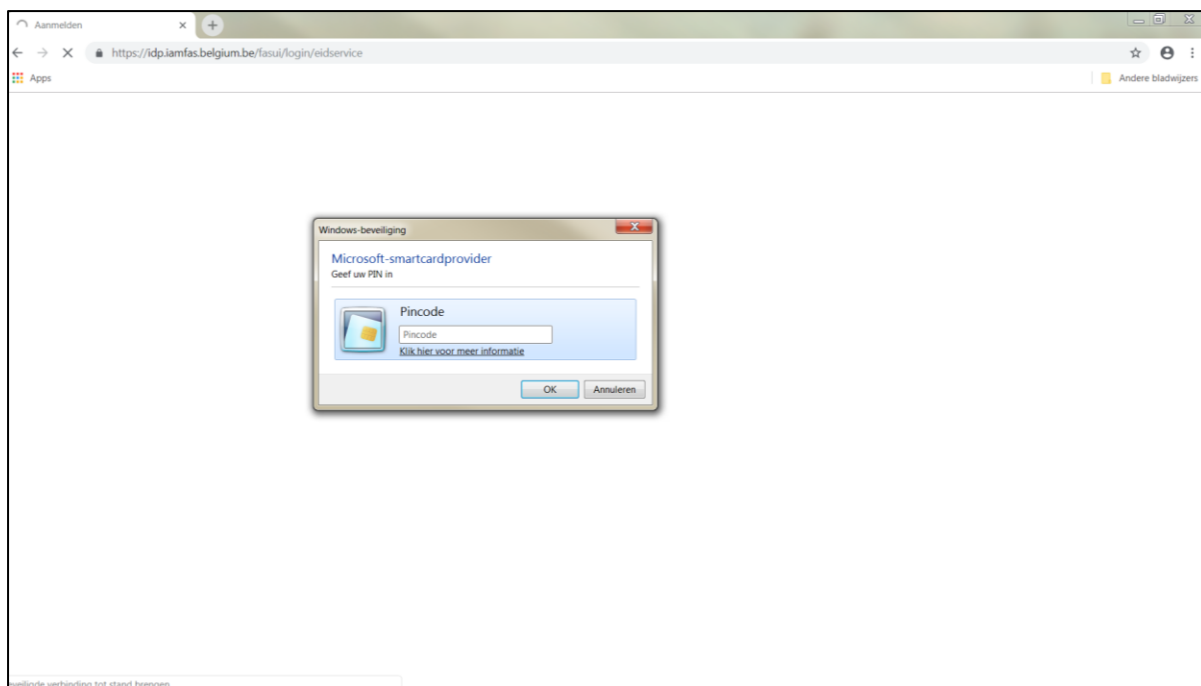 Aanmelden
https://idp.iamfas.belgium.be/fasui/login/eidservice
Apps
Andere bladwijzers
Windows-beveiliging
Microsoft-smartcardprovider
Geef uw PIN in
Pincode
Pincode
Klik hier voor meer informatie
OK Annuleren
verbinding tot stand brengen